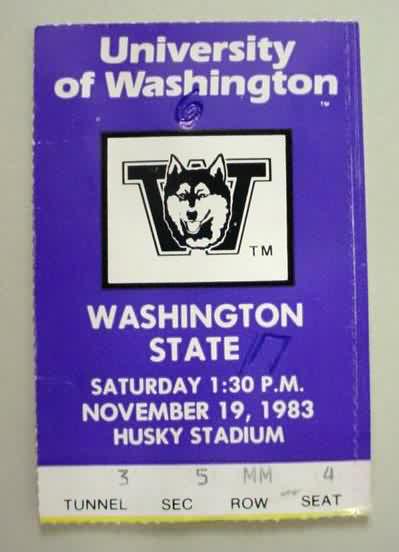 University
of Washington
TM
6
W
TM
WASHINGTON
STATE 17
SATURDAY 1:30 P.M.
NOVEMBER 19, 1983
HUSKY STADIUM
3 5 MM 4
TUNNEL SEC ROW SEAT